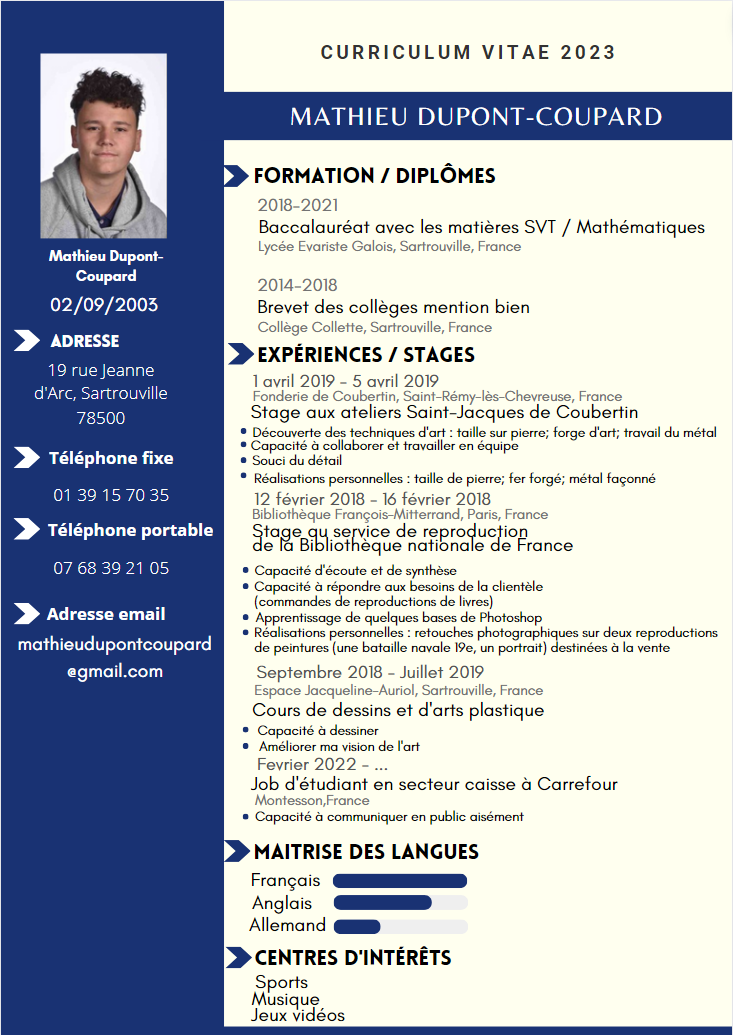 CURRICULUM VITAE 2023
MATHIEU DUPONT-COUPARD
Mathieu Dupont-
Coupard
02/09/2003
ADRESSE
19 rue Jeanne
d'Arc, Sartrouville
78500
Téléphone fixe
01 39 15 70 35
Téléphone portable
07 68 39 21 05
Adresse email
mathieudupontcoupard
@gmail.com
FORMATION / DIPLÔMES
2018-2021
Baccalauréat avec les matières SVT / Mathématiques
Lycée Evariste Galois, Sartrouville, France
2014-2018
Brevet des collèges mention bien
Collège Collette, Sartrouville, France
EXPÉRIENCES / STAGES
1 avril 2019 - 5 avril 2019
Fonderie de Coubertin, Saint-Rémy-lès-Chevreuse, France
Stage aux ateliers Saint-Jacques de Coubertin
• Découverte des techniques d'art : taille sur pierre; forge d'art; travail du métal
• Capacité à collaborer et travailler en équipe
• Souci du détail
• Réalisations personnelles : taille de pierre; fer forgé; métal façonné
12 février 2018 - 16 février 2018
Bibliothèque François-Mitterrand, Paris, France
Stage au service de reproduction
de la Bibliothèque nationale de France
• Capacité d'écoute et de synthèse
• Capacité à répondre aux besoins de la clientèle
(commandes de reproductions de livres)
• Apprentissage de quelques bases de Photoshop
• Réalisations personnelles : retouches photographiques sur deux reproductions
de peintures (une bataille navale 19e, un portrait) destinées à la vente
Septembre 2018 - Juillet 2019
Espace Jacqueline-Auriol, Sartrouville, France
Cours de dessins et d'arts plastique
• Capacité à dessiner
• Améliorer ma vision de l'art
Fevrier 2022 - ...
Job d'étudiant en secteur caisse à Carrefour
Montesson,France
• Capacité à communiquer en public aisément
MAITRISE DES LANGUES
Français
Anglais
Allemand
CENTRES D'INTÉRÊTS
Sports
Musique
Jeux vidéos